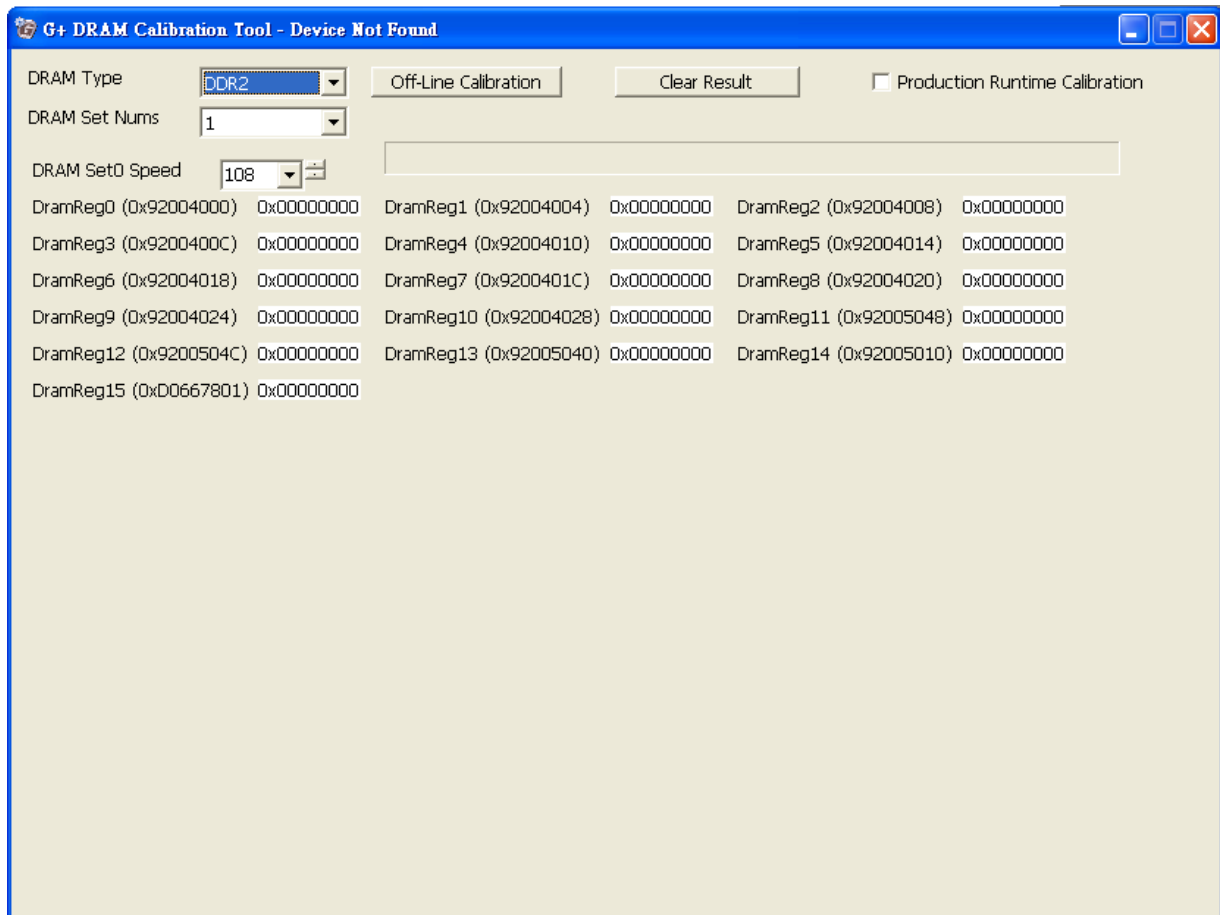 G+ DRAM Calibration Tool - Device Not Found
DRAM Type DDR2 Off-Line Calibration Clear Result Production Runtime Calibration
DRAM Set Nums 1
DRAM Set0 Speed 108
DramReg0 (0x92004000) 0x00000000 DramReg1 (0x92004004) 0x00000000 DramReg2 (0x92004008) 0x00000000
DramReg3 (0x9200400C) 0x00000000 DramReg4 (0x92004010) 0x00000000 DramReg5 (0x92004014) 0x00000000
DramReg6 (0x92004018) 0x00000000 DramReg7 (0x9200401C) 0x00000000 DramReg8 (0x92004020) 0x00000000
DramReg9 (0x92004024) 0x00000000 DramReg10 (0x92004028) 0x00000000 DramReg11 (0x92005048) 0x00000000
DramReg12 (0x9200504C) 0x00000000 DramReg13 (0x92005040) 0x00000000 DramReg14 (0x92005010) 0x00000000
DramReg15 (0xD0667801) 0x00000000